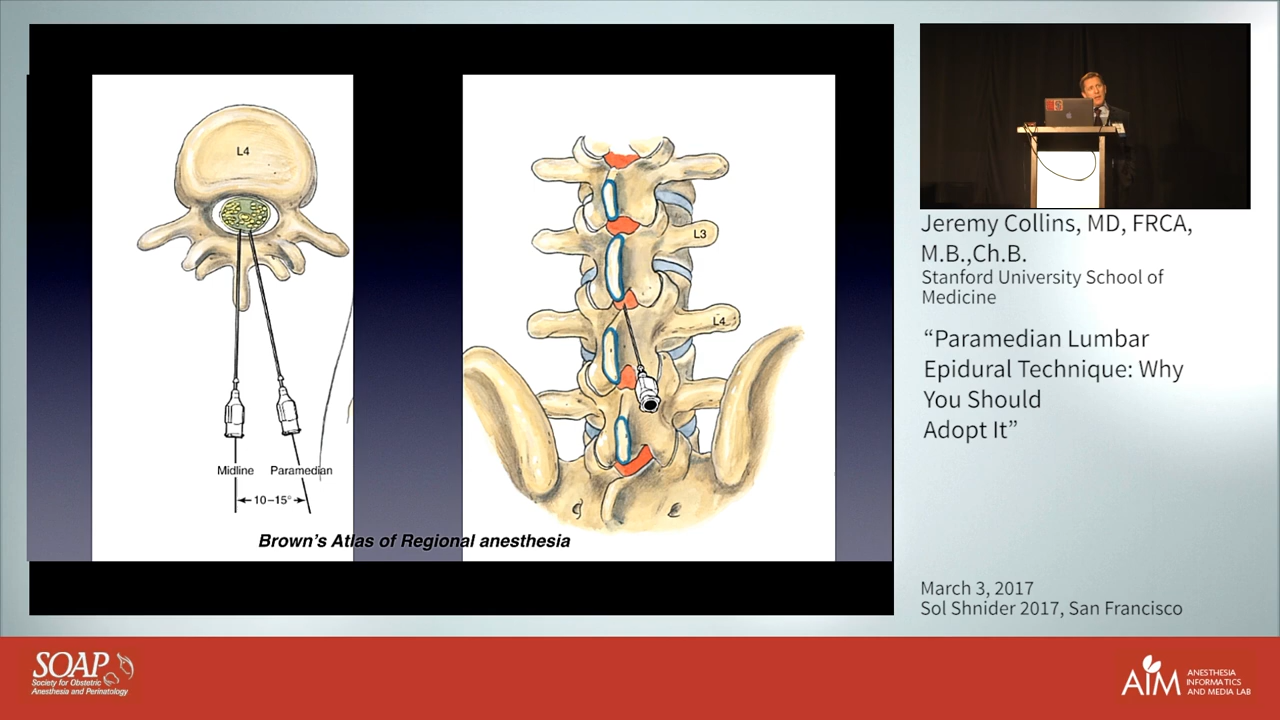 L4
Midline
Paramedian
10–15°
L3
L4
Brown's Atlas of Regional anesthesia
Jeremy Collins, MD, FRCA,
M.B.,Ch.B.
Stanford University School of
Medicine
“Paramedian Lumbar
Epidural Technique: Why
You Should
Adopt It”
March 3, 2017
Sol Shnider 2017, San Francisco
SOAP
Society for Obstetric
Anesthesia and Perinatology
AIM
ANESTHESIA
INFORMATICS
AND MEDIA LAB